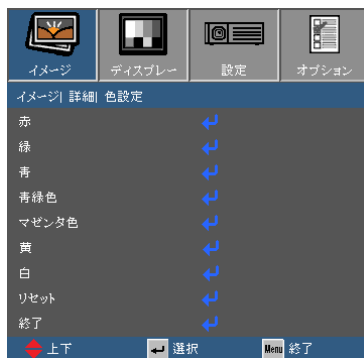 イメージ ディスプレー 設定 オプション
イメージ| 詳細| 色設定
赤
緑
青
青緑色
マゼンタ色
黄
白
リセット
終了
上下 選択 Menu 終了